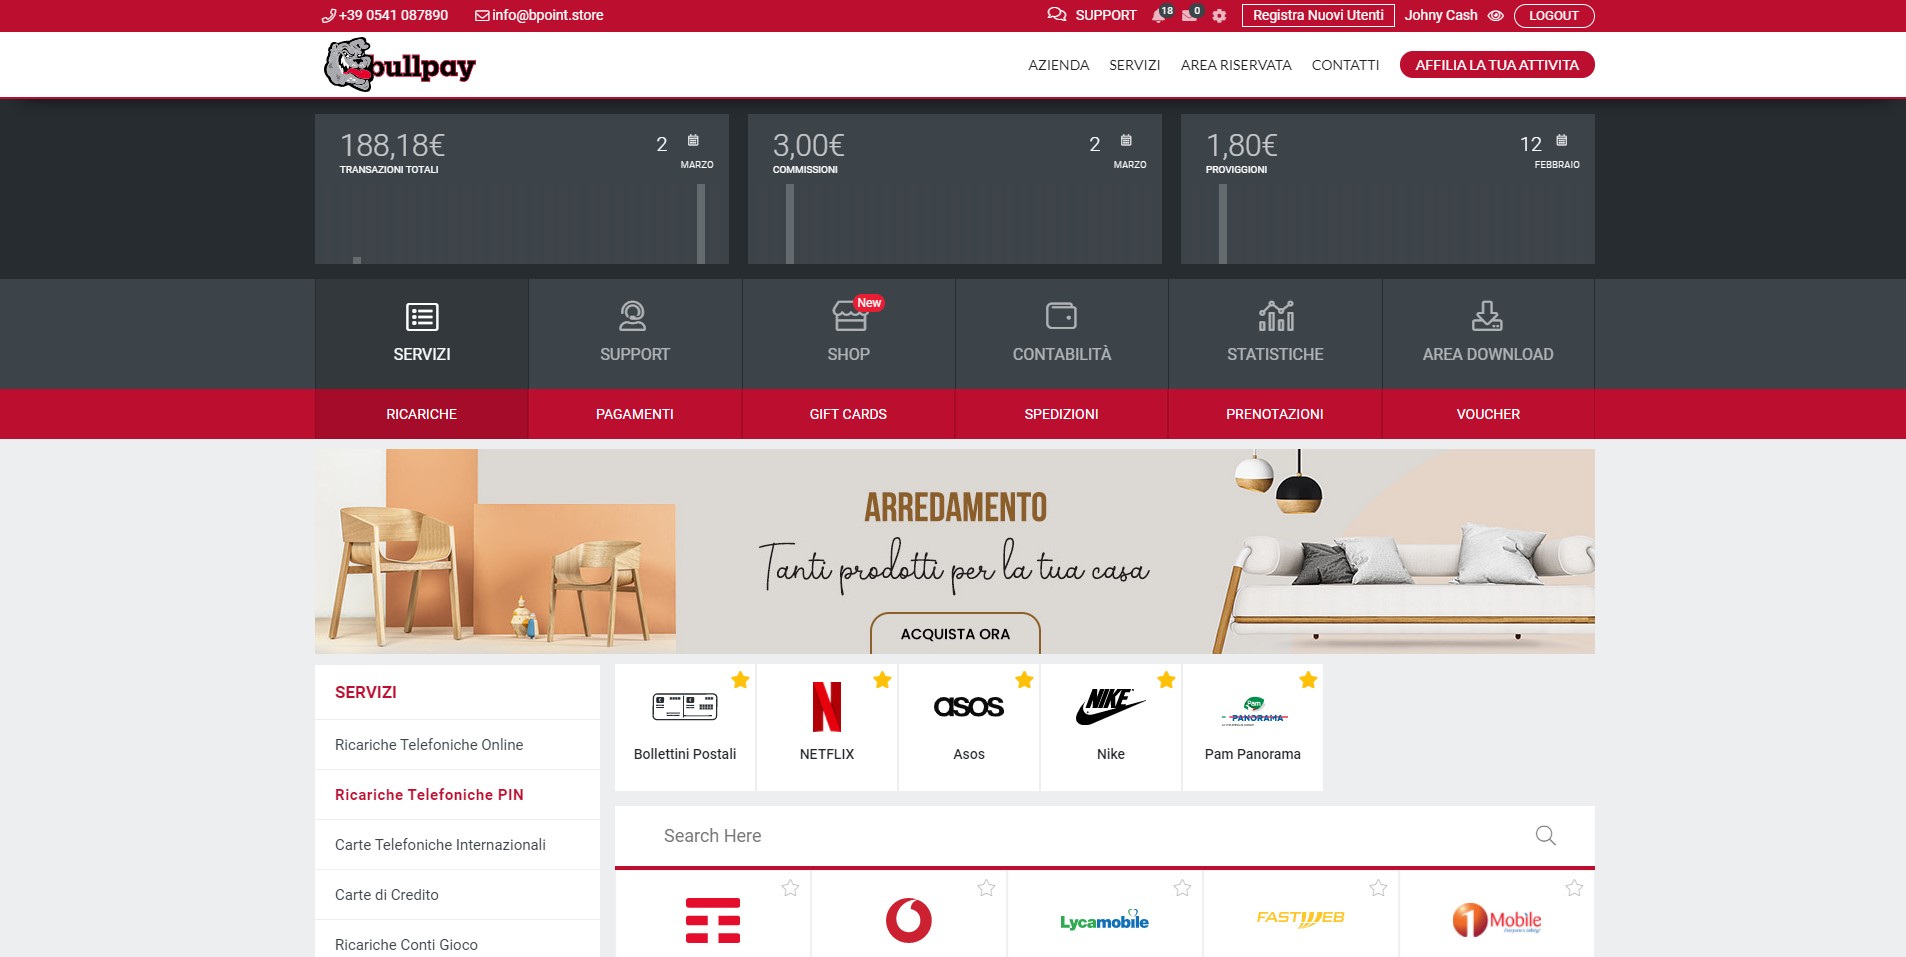 +39 0541 087890
info@bpoint.store
SUPPORT
18
0
Registra Nuovi Utenti
Johny Cash
LOGOUT
bullpay
AZIENDA
SERVIZI
AREA RISERVATA
CONTATTI
AFFILIA LA TUA ATTIVITA
188,18€
TRANSAZIONI TOTALI
2
MARZO
3,00€
COMMISSIONI
2
MARZO
1,80€
PROVIGGIONI
12
FEBBRAIO
SERVIZI
SUPPORT
New
SHOP
CONTABILITÀ
STATISTICHE
AREA DOWNLOAD
RICARICHE
PAGAMENTI
GIFT CARDS
SPEDIZIONI
PRENOTAZIONI
VOUCHER
ARREDAMENTO
Tanti prodotti per la tua casa
ACQUISTA ORA
SERVIZI
Ricariche Telefoniche Online
Ricariche Telefoniche PIN
Carte Telefoniche Internazionali
Carte di Credito
Ricariche Conti Gioco
Bollettini Postali
NETFLIX
asos
Asos
NIKE
Nike
Pam
PANORAMA
Pam Panorama
Search Here
Lycamobile
FASTWEB
1 Mobile